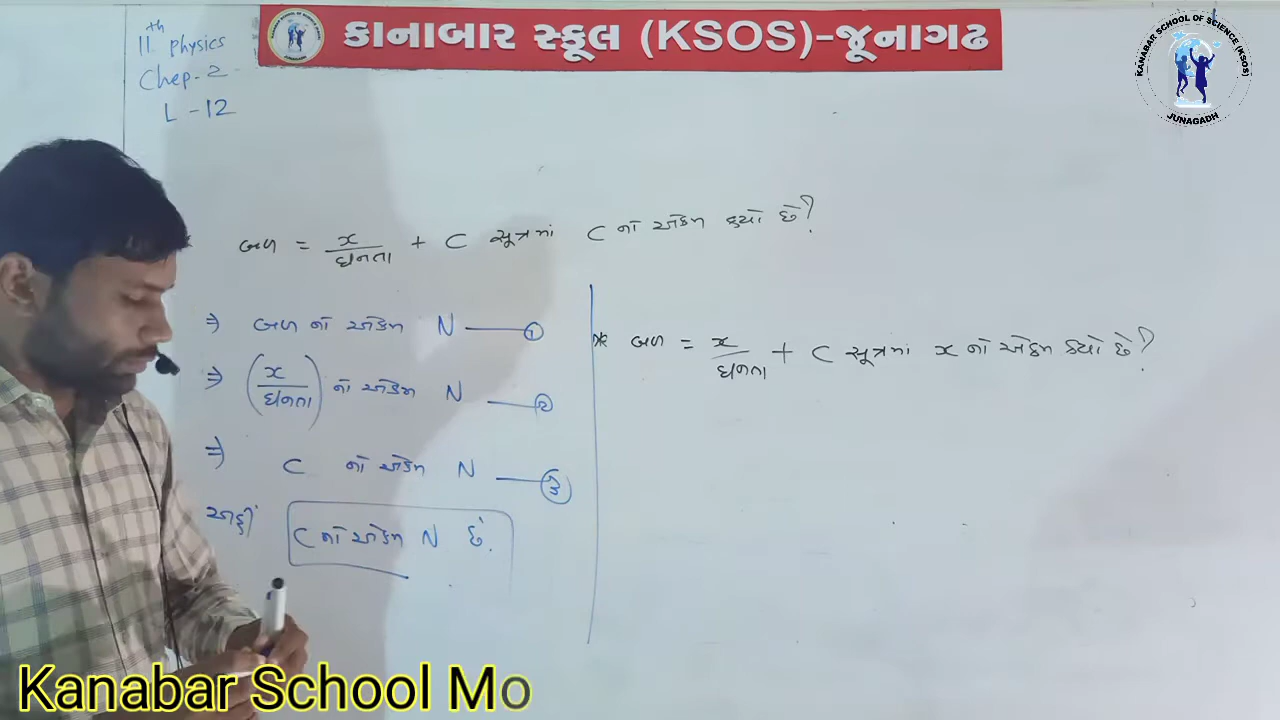 કાનાબાર સ્કૂલ (KSOS)-જૂનાગઢ
KANABAR SCHOOL OF SCIENCE (KSOS)
JUNAGADH
11th Physics
Chep-2
L-12
બળ = x/ઘનતા + C સૂત્રમાં C નો એકમ કયો છે?
⇒ બળ નો એકમ N —①
⇒ (x/ઘનતા) નો એકમ N —②
⇒ C નો એકમ N —③
અહીં C નો એકમ N છે.
* બળ = x/ઘનતા + C સૂત્રમાં x નો એકમ કયો છે?
Kanabar School Mo